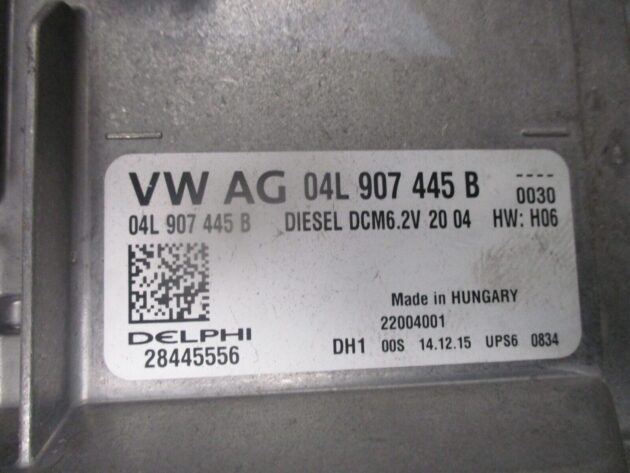 VW AG 04L 907 445 B ----
0030
04L 907 445 B DIESEL DCM6.2V 20 04 HW: H06
Made in HUNGARY
22004001
DELPHI
28445556
DH1 00S 14.12.15 UPS6 0834